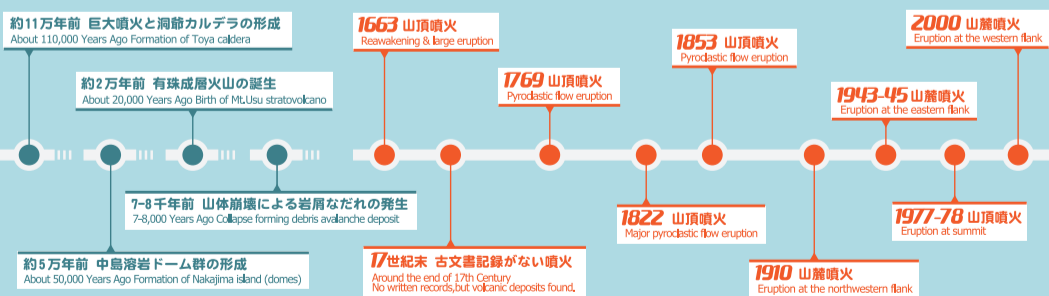 約11万年前 巨大噴火と洞爺カルデラの形成
About 110,000 Years Ago Formation of Toya caldera
約5万年前 中島溶岩ドーム群の形成
About 50,000 Years Ago Formation of Nakajima island (domes)
約2万年前 有珠成層火山の誕生
About 20,000 Years Ago Birth of Mt.Usu stratovolcano
7-8千年前 山体崩壊による岩屑なだれの発生
7-8,000 Years Ago Collapse forming debris avalanche deposit
1663 山頂噴火
Reawakening & large eruption
17世紀末 古文書記録がない噴火
Around the end of 17th Century
No written records,but volcanic deposits found.
1769 山頂噴火
Pyroclastic flow eruption
1822 山頂噴火
Major pyroclastic flow eruption
1853 山頂噴火
Pyroclastic flow eruption
1910 山麓噴火
Eruption at the northwestern flank
1943-45 山麓噴火
Eruption at the eastern flank
1977-78 山頂噴火
Eruption at summit
2000 山麓噴火
Eruption at the western flank